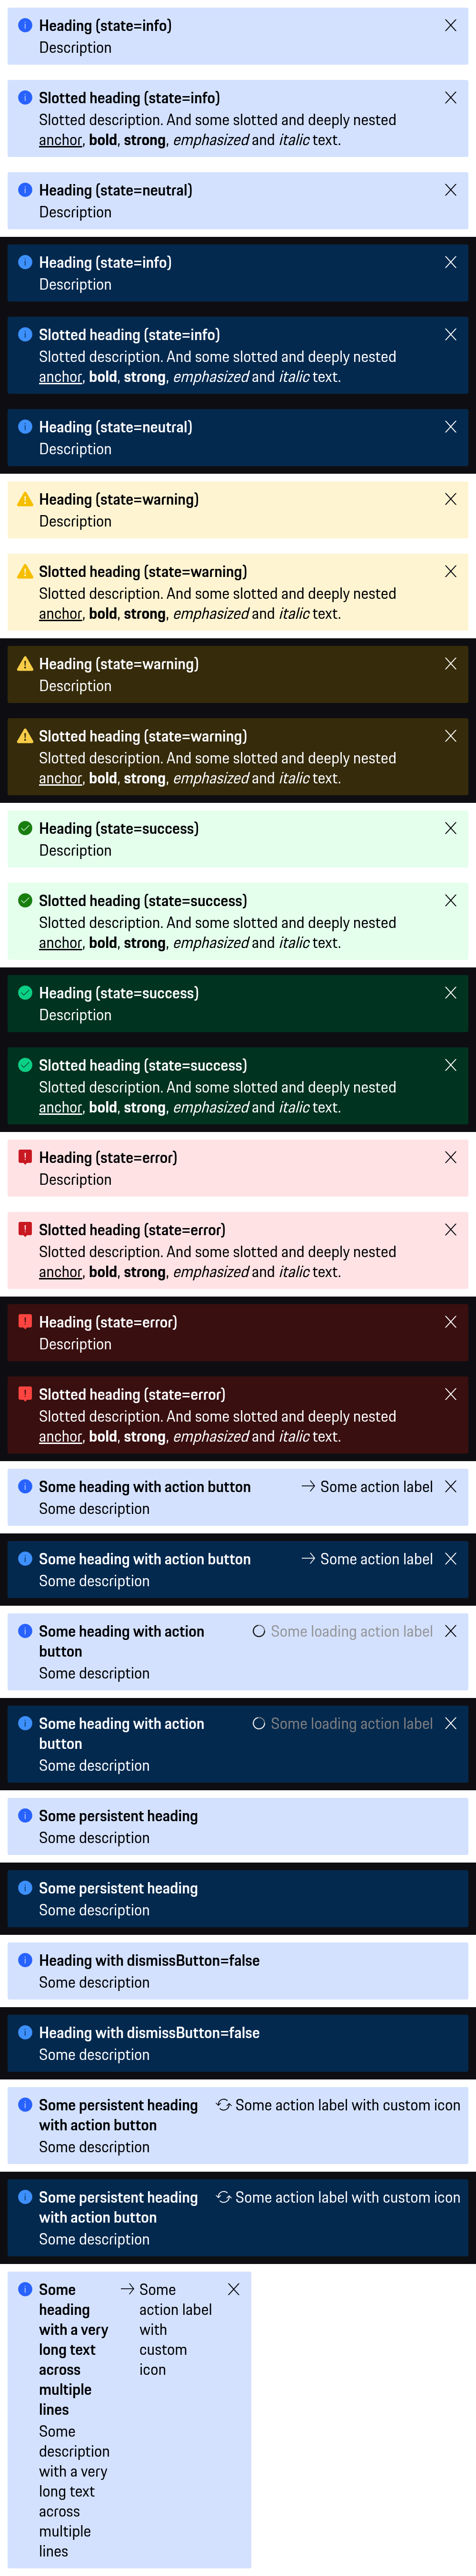 Heading (state=info)
Description
Slotted heading (state=info)
Slotted description. And some slotted and deeply nested
anchor, bold, strong, emphasized and italic text.
Heading (state=neutral)
Description
Heading (state=info)
Description
Slotted heading (state=info)
Slotted description. And some slotted and deeply nested
anchor, bold, strong, emphasized and italic text.
Heading (state=neutral)
Description
Heading (state=warning)
Description
Slotted heading (state=warning)
Slotted description. And some slotted and deeply nested
anchor, bold, strong, emphasized and italic text.
Heading (state=warning)
Description
Slotted heading (state=warning)
Slotted description. And some slotted and deeply nested
anchor, bold, strong, emphasized and italic text.
Heading (state=success)
Description
Slotted heading (state=success)
Slotted description. And some slotted and deeply nested
anchor, bold, strong, emphasized and italic text.
Heading (state=success)
Description
Slotted heading (state=success)
Slotted description. And some slotted and deeply nested
anchor, bold, strong, emphasized and italic text.
Heading (state=error)
Description
Slotted heading (state=error)
Slotted description. And some slotted and deeply nested
anchor, bold, strong, emphasized and italic text.
Heading (state=error)
Description
Slotted heading (state=error)
Slotted description. And some slotted and deeply nested
anchor, bold, strong, emphasized and italic text.
Some heading with action button
Some description
Some action label
Some heading with action button
Some description
Some action label
Some heading with action
button
Some description
Some loading action label
Some heading with action
button
Some description
Some loading action label
Some persistent heading
Some description
Some persistent heading
Some description
Heading with dismissButton=false
Some description
Heading with dismissButton=false
Some description
Some persistent heading
with action button
Some description
Some action label with custom icon
Some persistent heading
with action button
Some description
Some action label with custom icon
Some
heading
with a very
long text
across
multiple
lines
Some
description
with a very
long text
across
multiple
lines
Some
action label
with
custom
icon